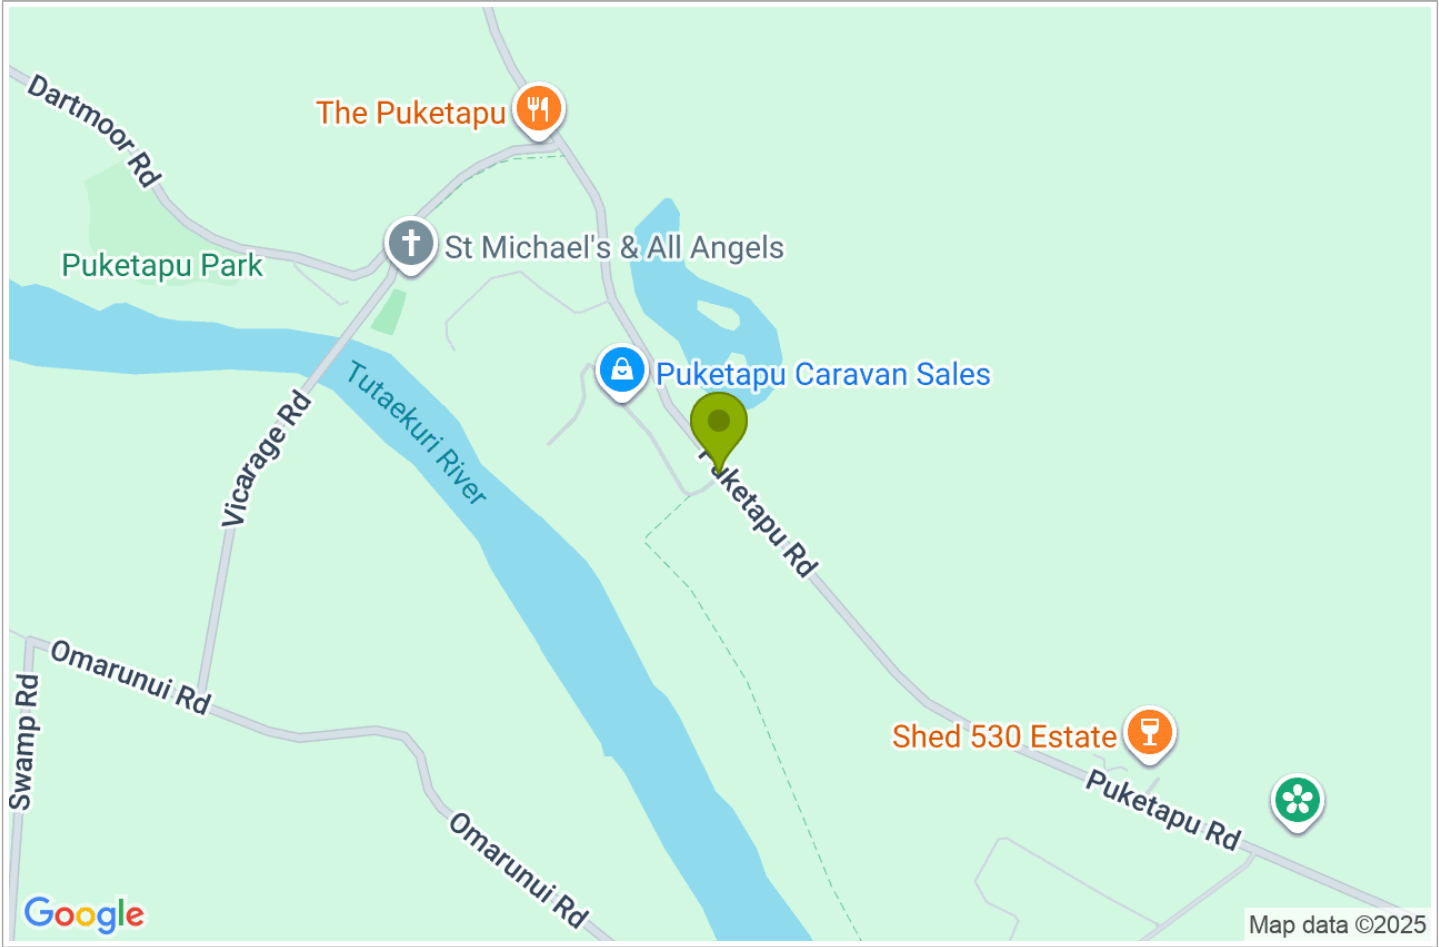 Dartmoor Rd
The Puketapu
St Michael's & All Angels
Puketapu Park
Tutaekuri River
Puketapu Caravan Sales
Vicarage Rd
Puketapu Rd
Omarunui Rd
Swamp Rd
Shed 530 Estate
Puketapu Rd
Omarunui Rd
Google
Map data ©2025